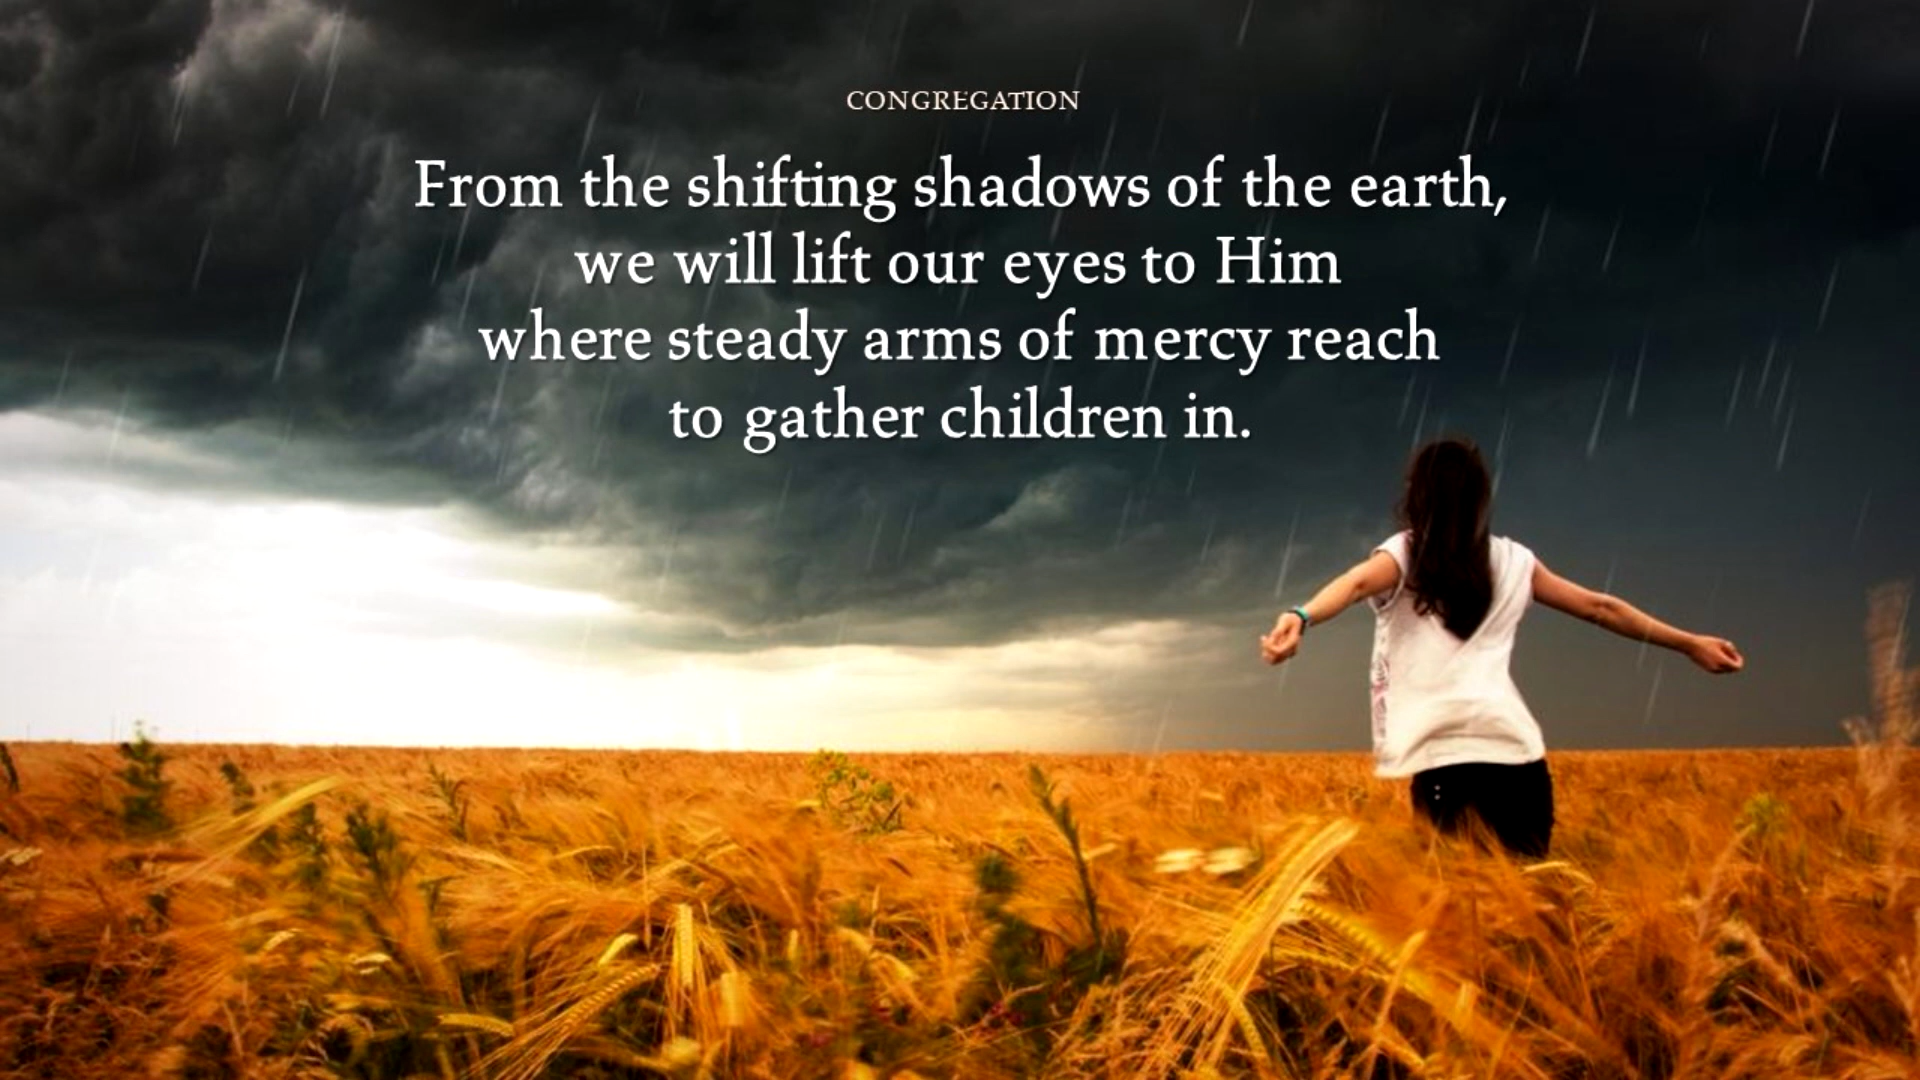 CONGREGATION
From the shifting shadows of the earth,
we will lift our eyes to Him
where steady arms of mercy reach
to gather children in.